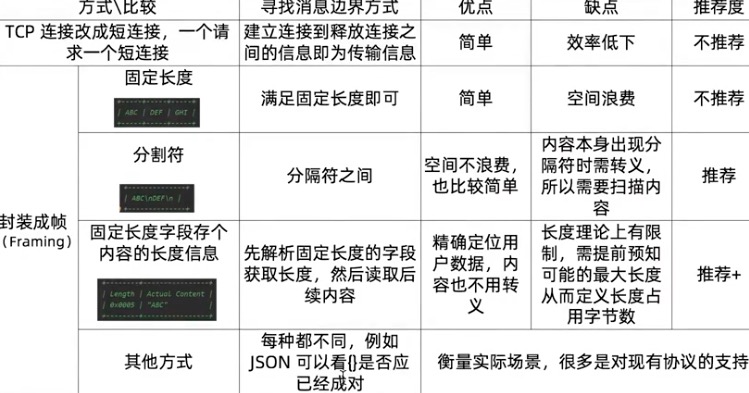 方式\比较
寻找消息边界方式
优点
缺点
推荐度
TCP 连接改成短连接，一个请
求一个短连接
建立连接到释放连接之
间的信息即为传输信息
简单
效率低下
不推荐
封装成帧
(Framing)
固定长度
| ABC | DEF | GHI |
满足固定长度即可
简单
空间浪费
不推荐
分割符
| ABC\nDEF\n |
分隔符之间
空间不浪费，
也比较简单
内容本身出现分
隔符时需转义，
所以需要扫描内
容
推荐
固定长度字段存个
内容的长度信息
| Length | Actual Content |
| 0x0005 | "ABC" |
先解析固定长度的字段
获取长度，然后读取后
续内容
精确定位用
户数据，内
容也不用转
义
长度理论上有限
制，需提前预知
可能的最大长度
从而定义长度占
用字节数
推荐+
其他方式
每种都不同，例如
JSON 可以看{}是否应
已经成对
衡量实际场景，很多是对现有协议的支持